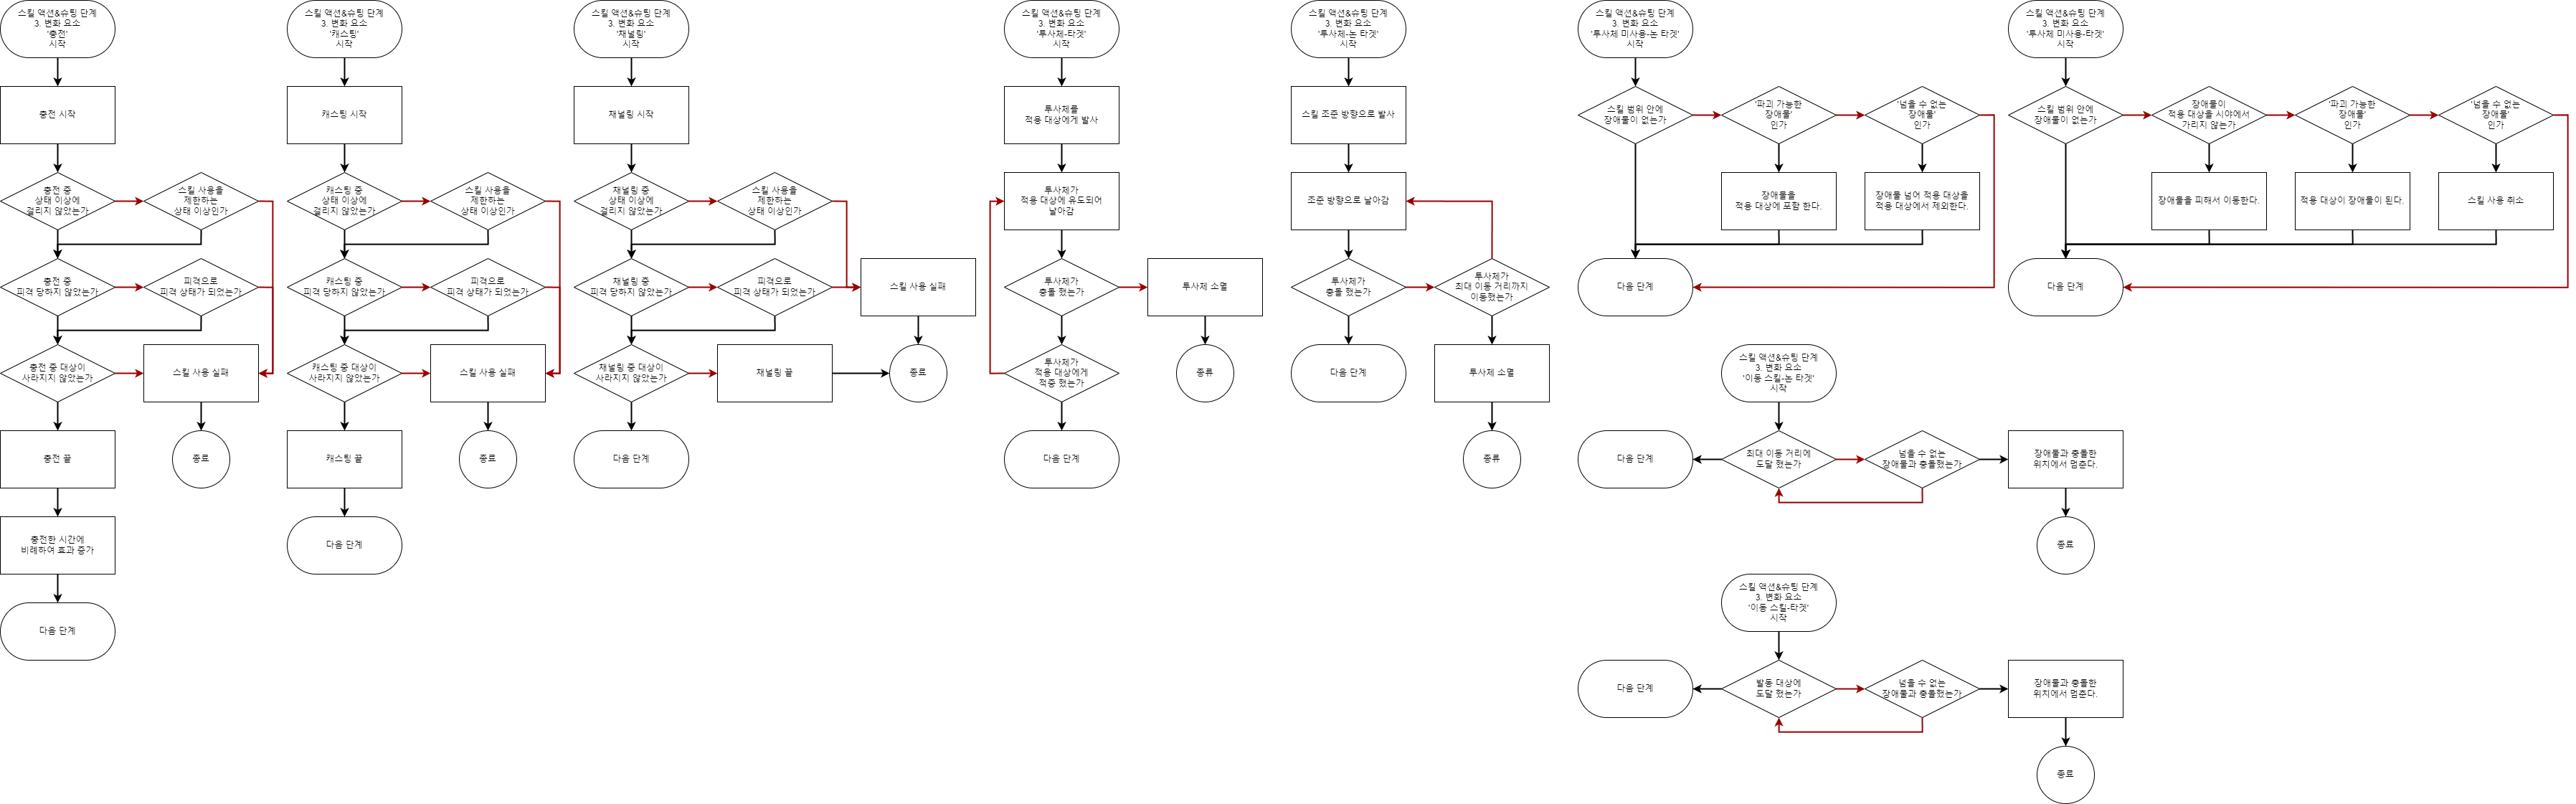 스킬 액션&슈팅 단계
3. 변화 요소
'충전'
시작
충전 시작
충전 중
상태 이상에
걸리지 않았는가
스킬 사용을
제한하는
상태 이상인가
충전 중
피격 당하지 않았는가
피격으로
피격 상태가 되었는가
충전 중 대상이
사라지지 않았는가
스킬 사용 실패
종료
충전 끝
충전한 시간에
비례하여 효과 증가
다음 단계
스킬 액션&슈팅 단계
3. 변화 요소
'캐스팅'
시작
캐스팅 시작
캐스팅 중
상태 이상에
걸리지 않았는가
스킬 사용을
제한하는
상태 이상인가
캐스팅 중
피격 당하지 않았는가
피격으로
피격 상태가 되었는가
캐스팅 중 대상이
사라지지 않았는가
스킬 사용 실패
종료
캐스팅 끝
다음 단계
스킬 액션&슈팅 단계
3. 변화 요소
'채널링'
시작
채널링 시작
채널링 중
상태 이상에
걸리지 않았는가
스킬 사용을
제한하는
상태 이상인가
채널링 중
피격 당하지 않았는가
피격으로
피격 상태가 되었는가
스킬 사용 실패
채널링 중 대상이
사라지지 않았는가
채널링 끝
종료
다음 단계
스킬 액션&슈팅 단계
3. 변화 요소
'투사체-타겟'
시작
투사체를
적용 대상에게 발사
투사체가
적용 대상에 유도되어
날아감
투사체가
충돌 했는가
투사체 소멸
종류
투사체가
적용 대상에게
적중 했는가
다음 단계
스킬 액션&슈팅 단계
3. 변화 요소
'투사체-논 타겟'
시작
스킬 조준 방향으로 발사
조준 방향으로 날아감
투사체가
충돌 했는가
투사체가
최대 이동 거리까지
이동했는가
다음 단계
투사체 소멸
종류
스킬 액션&슈팅 단계
3. 변화 요소
'투사체 미사용-논 타겟'
시작
스킬 범위 안에
장애물이 없는가
'파괴 가능한
장애물'
인가
'넘을 수 없는
장애물'
인가
장애물을
적용 대상에 포함 한다.
장애물 넘어 적용 대상을
적용 대상에서 제외한다.
다음 단계
스킬 액션&슈팅 단계
3. 변화 요소
'투사체 미사용-타겟'
시작
스킬 범위 안에
장애물이 없는가
장애물이
적용 대상을 시야에서
가리지 않는가
'파괴 가능한
장애물'
인가
'넘을 수 없는
장애물'
인가
장애물을 피해서 이동한다.
적용 대상이 장애물이 된다.
스킬 사용 취소
다음 단계
스킬 액션&슈팅 단계
3. 변화 요소
'이동 스킬-논 타겟'
시작
다음 단계
최대 이동 거리에
도달 했는가
넘을 수 없는
장애물과 충돌했는가
장애물과 충돌한
위치에서 멈춘다.
종료
스킬 액션&슈팅 단계
3. 변화 요소
'이동 스킬-타겟'
시작
다음 단계
발동 대상에
도달 했는가
넘을 수 없는
장애물과 충돌했는가
장애물과 충돌한
위치에서 멈춘다.
종료